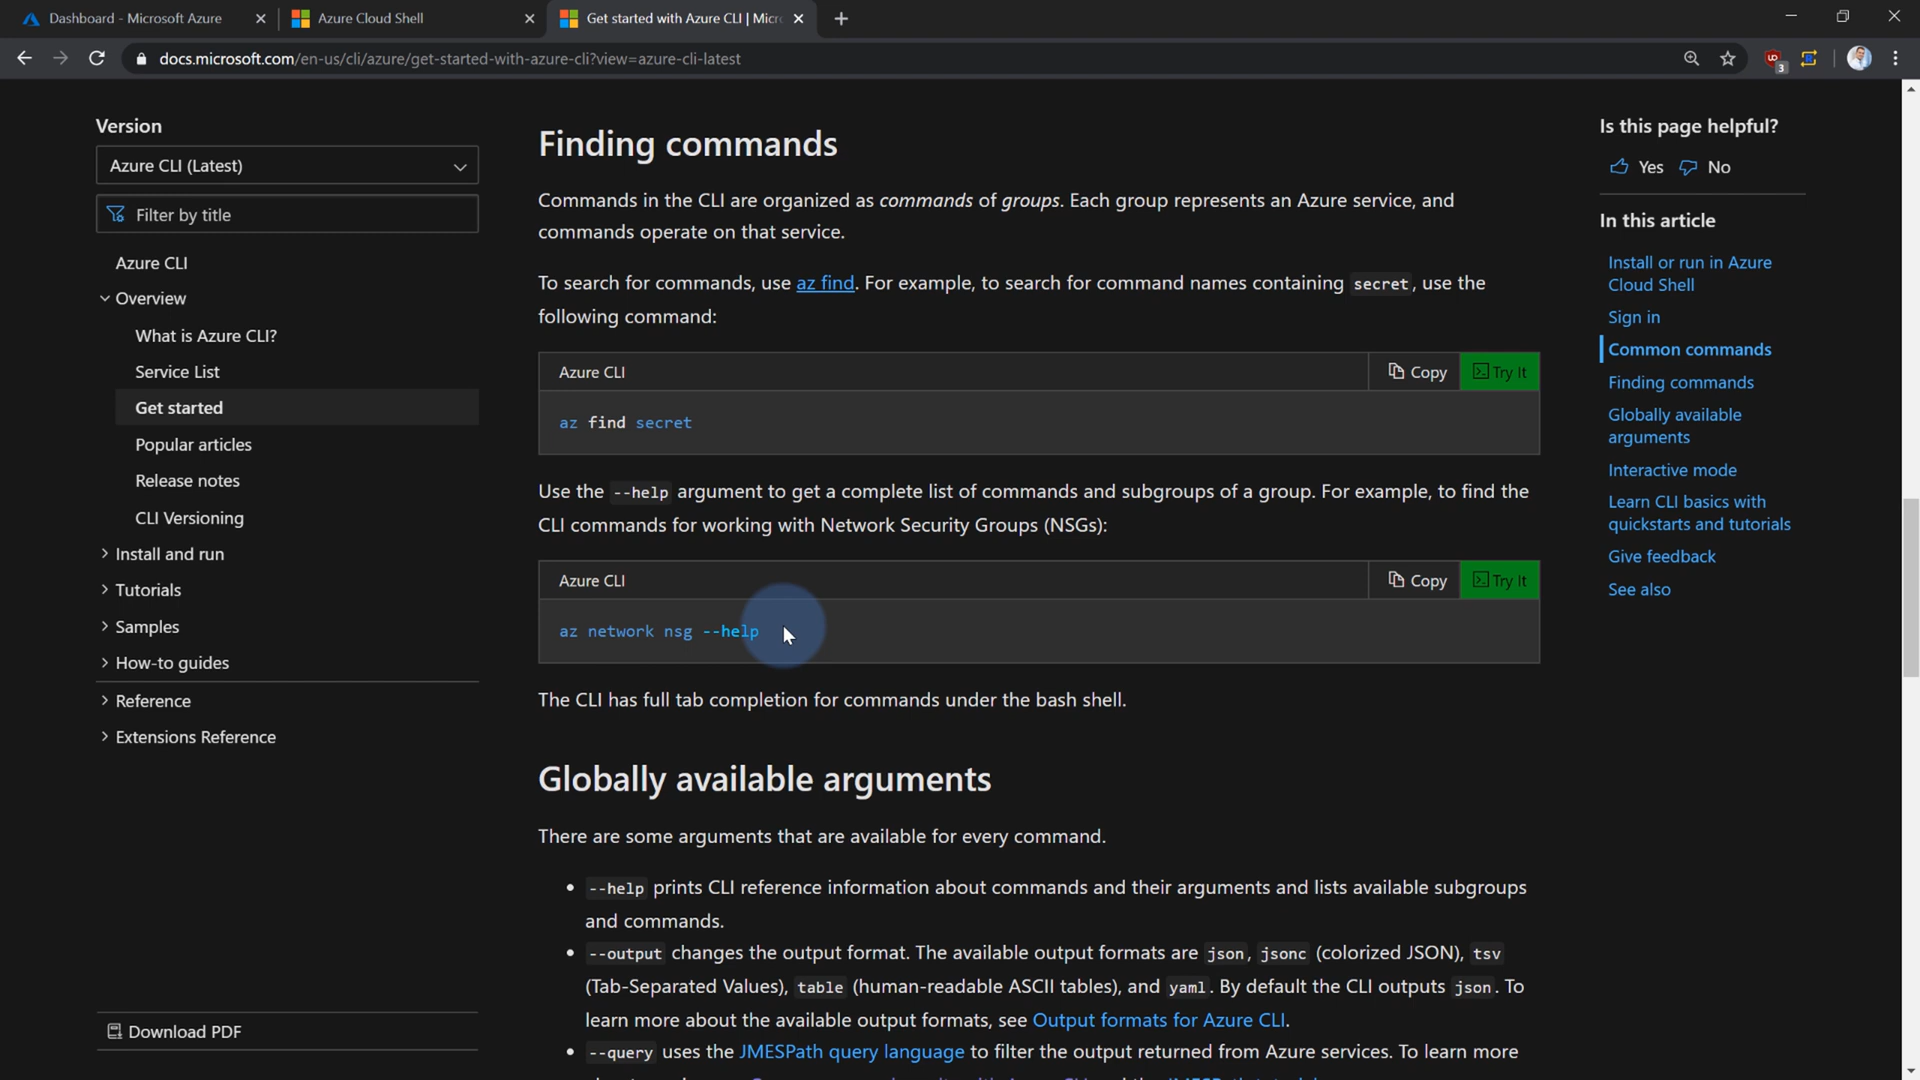 Dashboard - Microsoft Azure
Azure Cloud Shell
Get started with Azure CLI | Micr
docs.microsoft.com/en-us/cli/azure/get-started-with-azure-cli?view=azure-cli-latest
3
Version
Azure CLI (Latest)
Filter by title
Azure CLI
Overview
What is Azure CLI?
Service List
Get started
Popular articles
Release notes
CLI Versioning
Install and run
Tutorials
Samples
How-to guides
Reference
Extensions Reference
Download PDF
Finding commands
Commands in the CLI are organized as commands of groups. Each group represents an Azure service, and
commands operate on that service.
To search for commands, use az find. For example, to search for command names containing secret, use the
following command:
Azure CLI
Copy
Try It
az find secret
Use the --help argument to get a complete list of commands and subgroups of a group. For example, to find the
CLI commands for working with Network Security Groups (NSGs):
Azure CLI
Copy
Try It
az network nsg --help
The CLI has full tab completion for commands under the bash shell.
Globally available arguments
There are some arguments that are available for every command.
• --help prints CLI reference information about commands and their arguments and lists available subgroups
and commands.
• --output changes the output format. The available output formats are json, jsonc (colorized JSON), tsv
(Tab-Separated Values), table (human-readable ASCII tables), and yaml. By default the CLI outputs json. To
learn more about the available output formats, see Output formats for Azure CLI.
• --query uses the JMESPath query language to filter the output returned from Azure services. To learn more
Is this page helpful?
Yes
No
In this article
Install or run in Azure
Cloud Shell
Sign in
Common commands
Finding commands
Globally available
arguments
Interactive mode
Learn CLI basics with
quickstarts and tutorials
Give feedback
See also